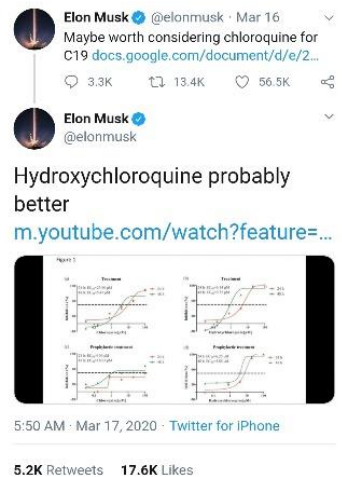 Elon Musk @elonmusk · Mar 16
Maybe worth considering chloroquine for
C19 docs.google.com/document/d/e/2...
3.3K 13.4K 56.5K
Elon Musk
@elonmusk
Hydroxychloroquine probably
better
m.youtube.com/watch?feature=...
Figure 1
Treatment
Treatment
Prophylactic treatment
Prophylactic treatment
5:50 AM · Mar 17, 2020 · Twitter for iPhone
5.2K Retweets 17.6K Likes